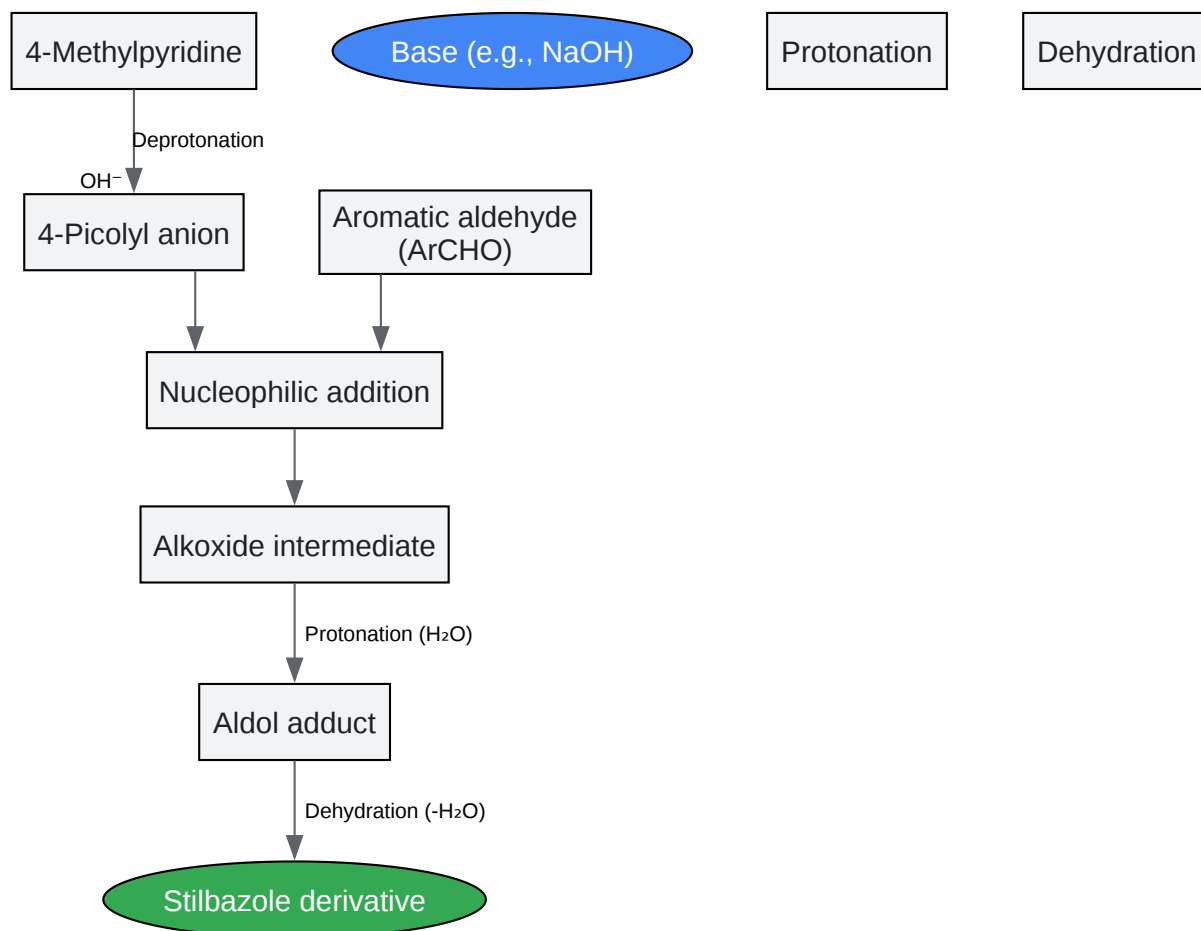 4-Methylpyridine
Base (e.g., NaOH)
Protonation
Dehydration
Deprotonation
OH⁻
4-Picolyl anion
Aromatic aldehyde
(ArCHO)
Nucleophilic addition
Alkoxide intermediate
Protonation (H₂O)
Aldol adduct
Dehydration (-H₂O)
Stilbazole derivative